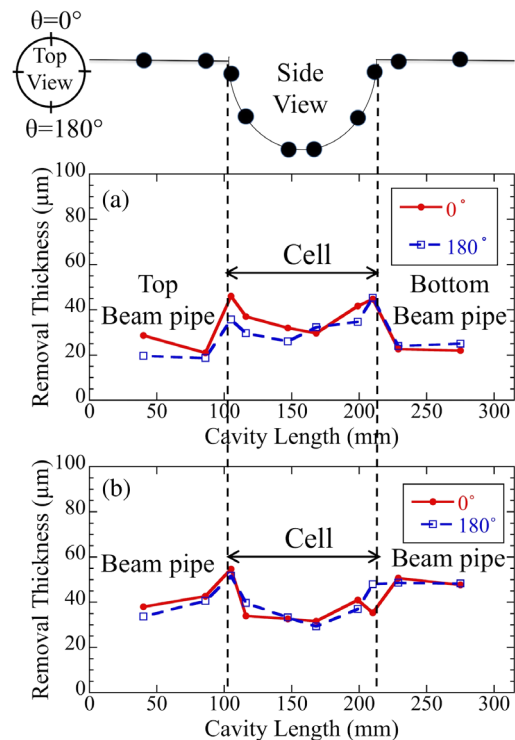 θ=0°
Top
View
θ=180°
Side
View
(a)
0°
180°
Cell
Top
Beam pipe
Bottom
Beam pipe
Removal Thickness (μm)
100
80
60
40
20
0
0 50 100 150 200 250 300
Cavity Length (mm)
(b)
0°
180°
Cell
Beam pipe
Beam pipe
Removal Thickness (μm)
100
80
60
40
20
0
0 50 100 150 200 250 300
Cavity Length (mm)